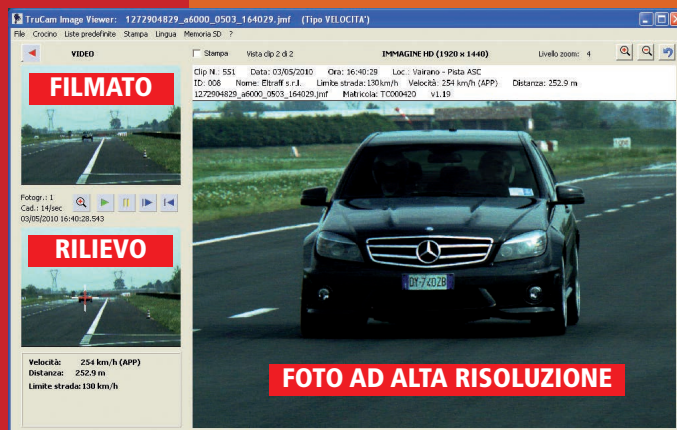 TruCam Image Viewer: 1272904829_a6000_0503_164029.jmf (Tipo VELOCITA')
File Crocino Liste predefinite Stampa Lingua Memoria SD ?
VIDEO
Stampa Vista clip 2 di 2 IMMAGINE HD (1920 x 1440) Livello zoom: 4
Clip N.: 551 Data: 03/05/2010 Ora: 16:40:29 Loc.: Vairano - Pista ASC
ID: 008 Nome: Eltraff s.r.l. Limite strada:130km/h Velocità: 254 km/h (APP) Distanza: 252.9 m
1272904829_a6000_0503_164029.jmf Matricola: TC000420 v1.19
FILMATO
Fotogr.: 1
Cad.: 14/sec
03/05/2010 16:40:28.543
RILIEVO
Velocità: 254 km/h (APP)
Distanza: 252.9 m
Limite strada: 130 km/h
DY-740ZB
FOTO AD ALTA RISOLUZIONE